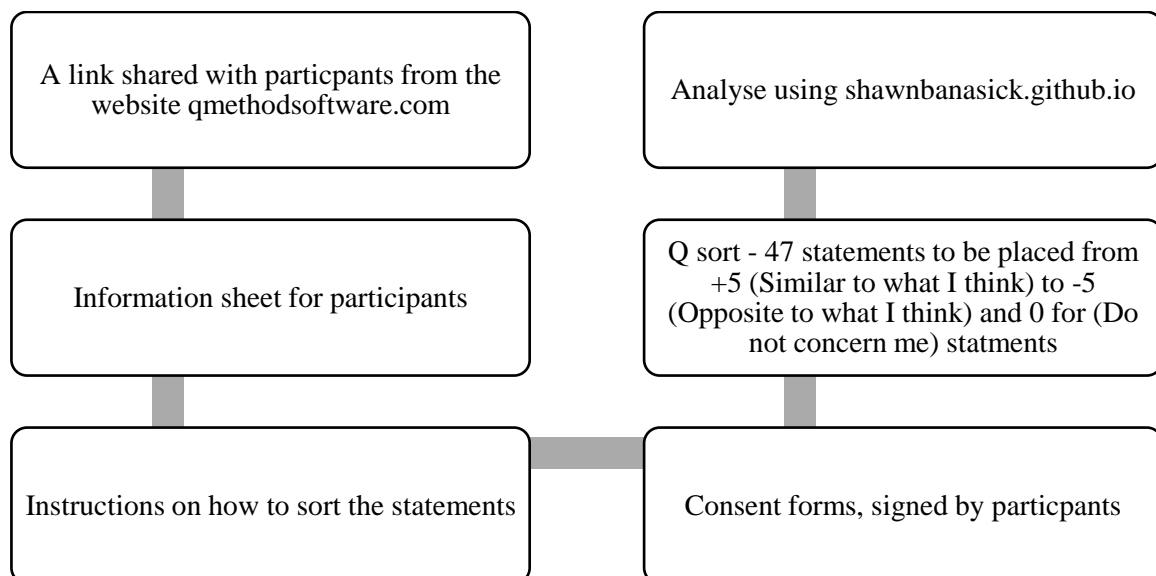 A link shared with particpants from the
website qmethodsoftware.com
Information sheet for participants
Instructions on how to sort the statements
Consent forms, signed by particpants
Q sort - 47 statements to be placed from
+5 (Similar to what I think) to -5
(Opposite to what I think) and 0 for (Do
not concern me) statments
Analyse using shawnbanasick.github.io